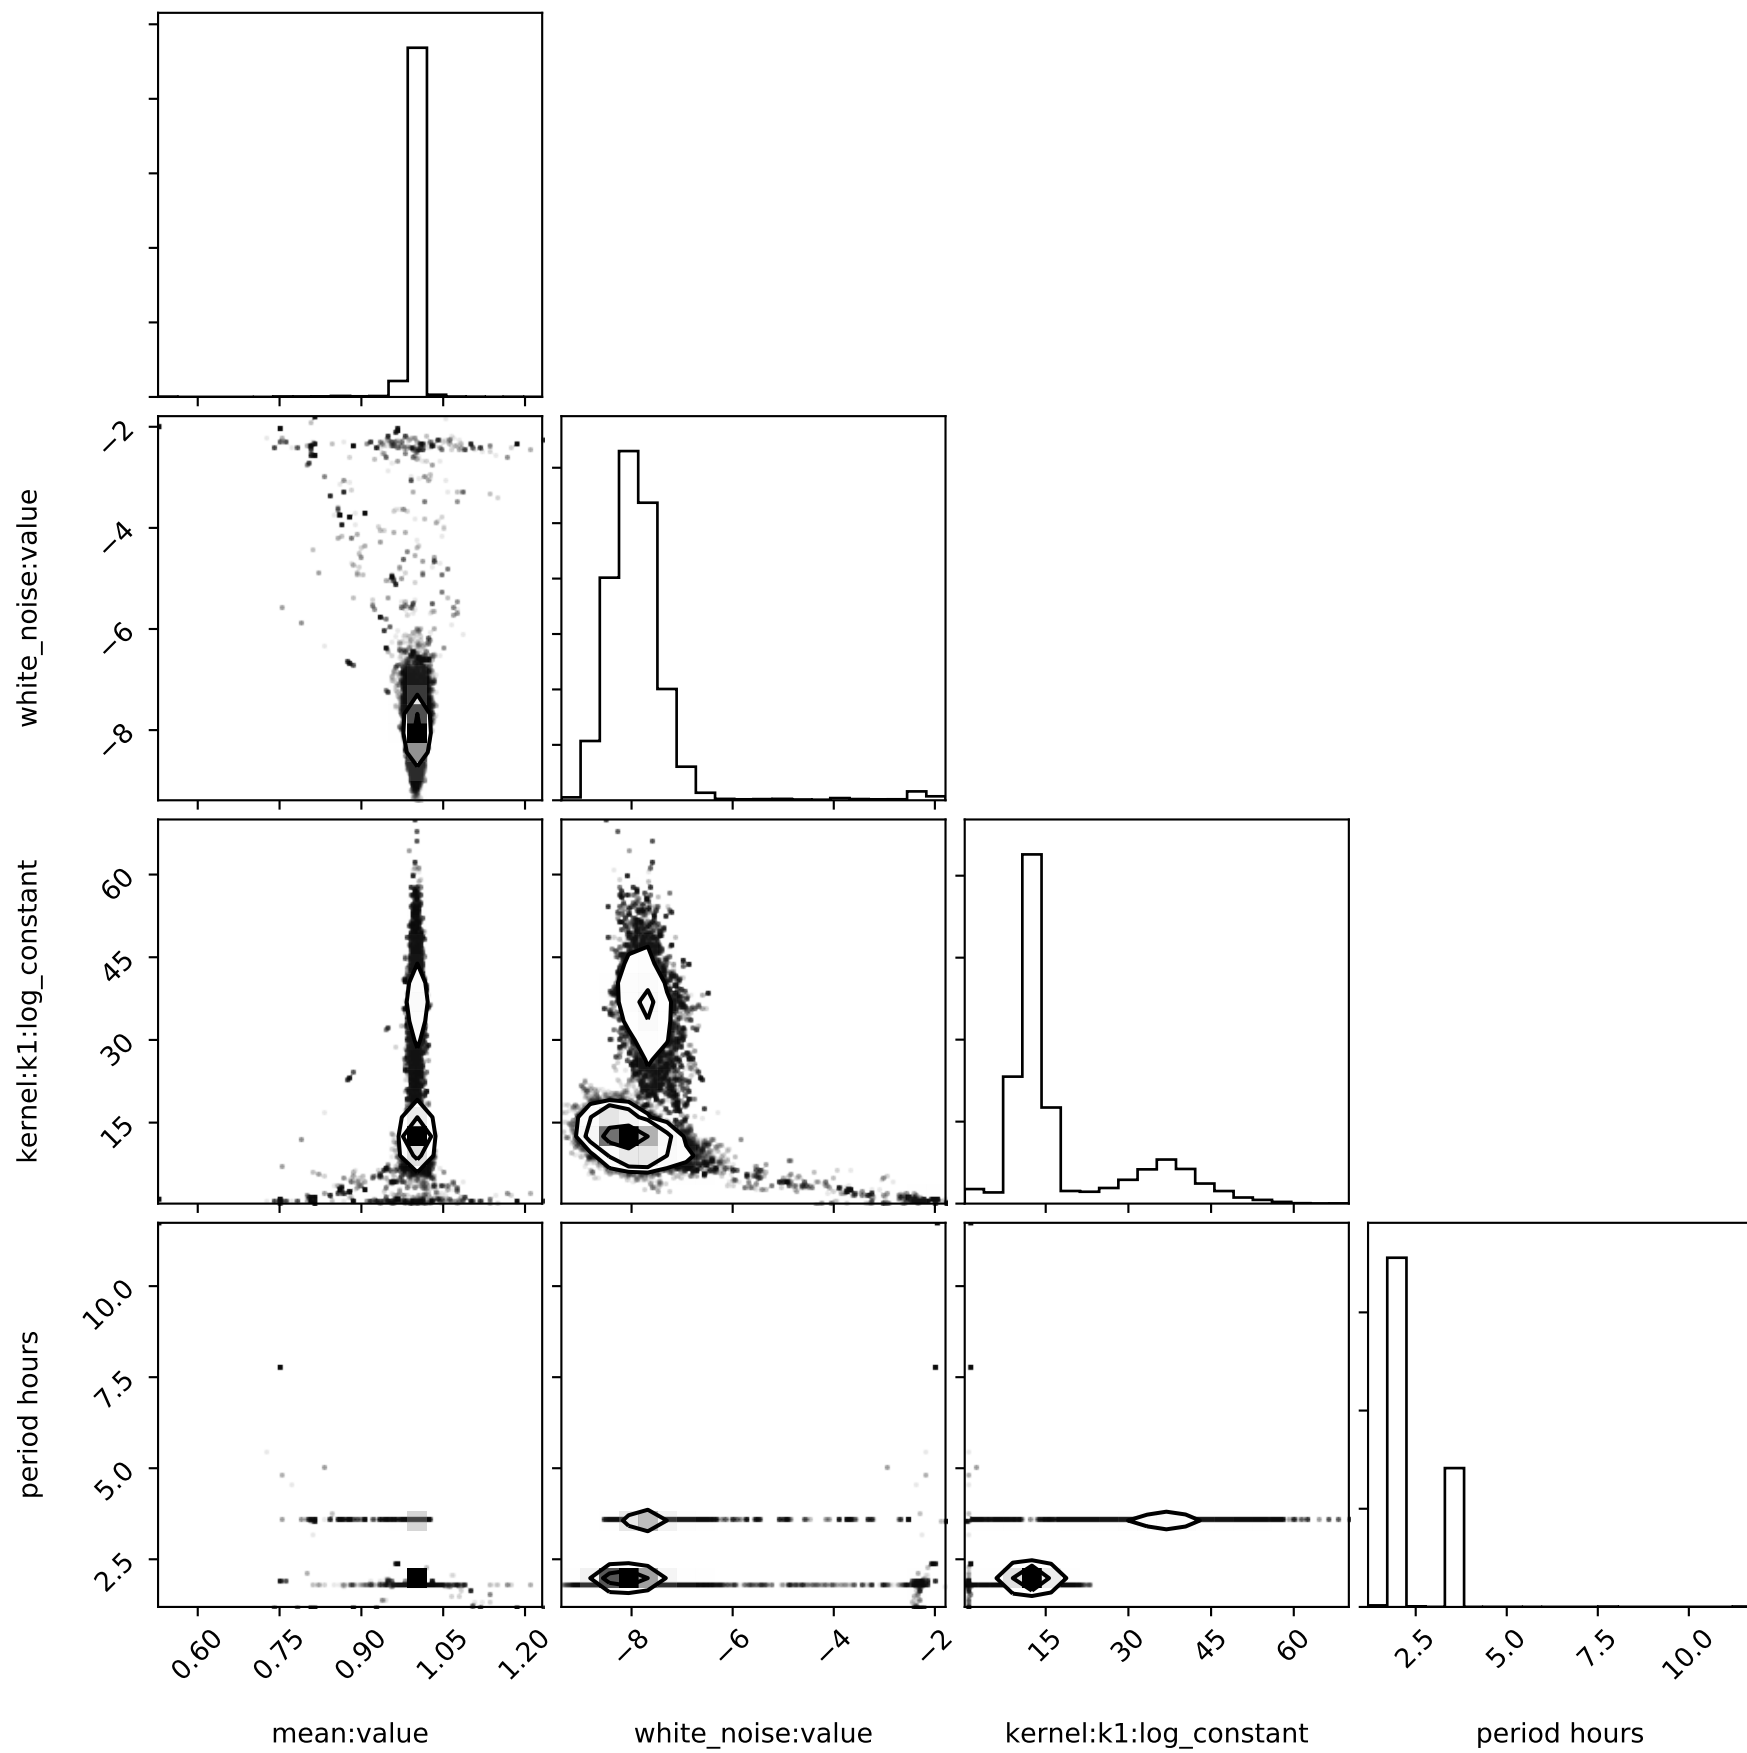 −2
−4
−6
−8
white_noise:value
60
45
30
15
kernel:k1:log_constant
10.0
7.5
5.0
2.5
period hours
0.60 0.75 0.90 1.05 1.20 −8 −6 −4 −2 15 30 45 60 2.5 5.0 7.5 10.0
mean:value white_noise:value kernel:k1:log_constant period hours